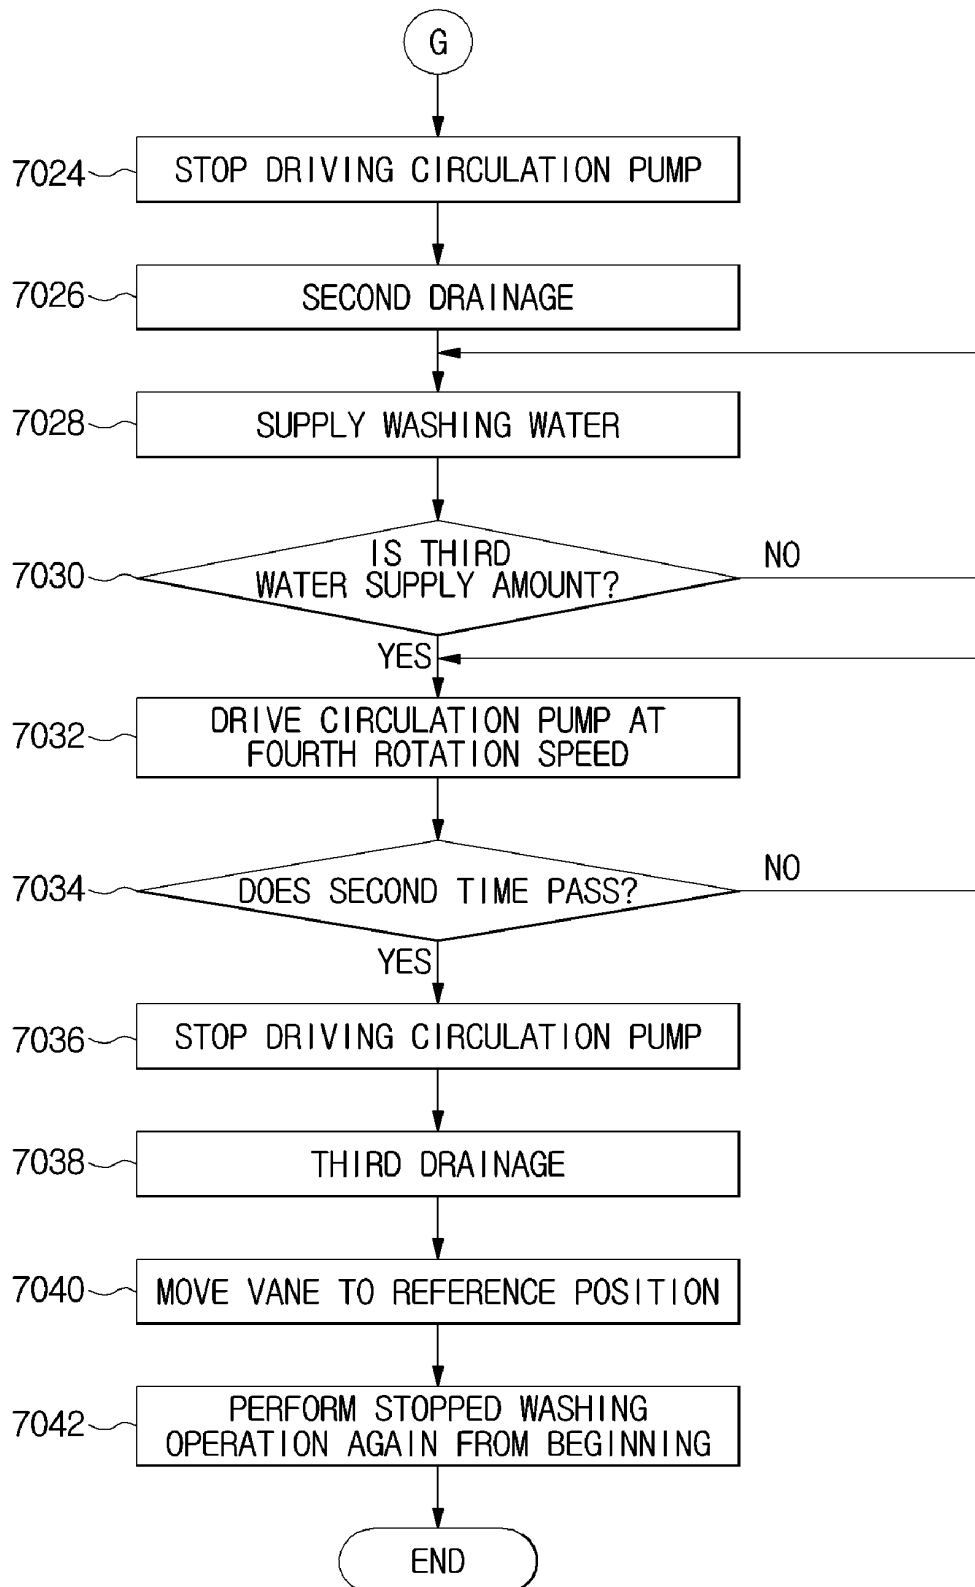 G
7024
STOP DRIVING CIRCULATION PUMP
7026
SECOND DRAINAGE
7028
SUPPLY WASHING WATER
7030
IS THIRD
WATER SUPPLY AMOUNT?
NO
YES
7032
DRIVE CIRCULATION PUMP AT
FOURTH ROTATION SPEED
7034
DOES SECOND TIME PASS?
NO
YES
7036
STOP DRIVING CIRCULATION PUMP
7038
THIRD DRAINAGE
7040
MOVE VANE TO REFERENCE POSITION
7042
PERFORM STOPPED WASHING
OPERATION AGAIN FROM BEGINNING
END